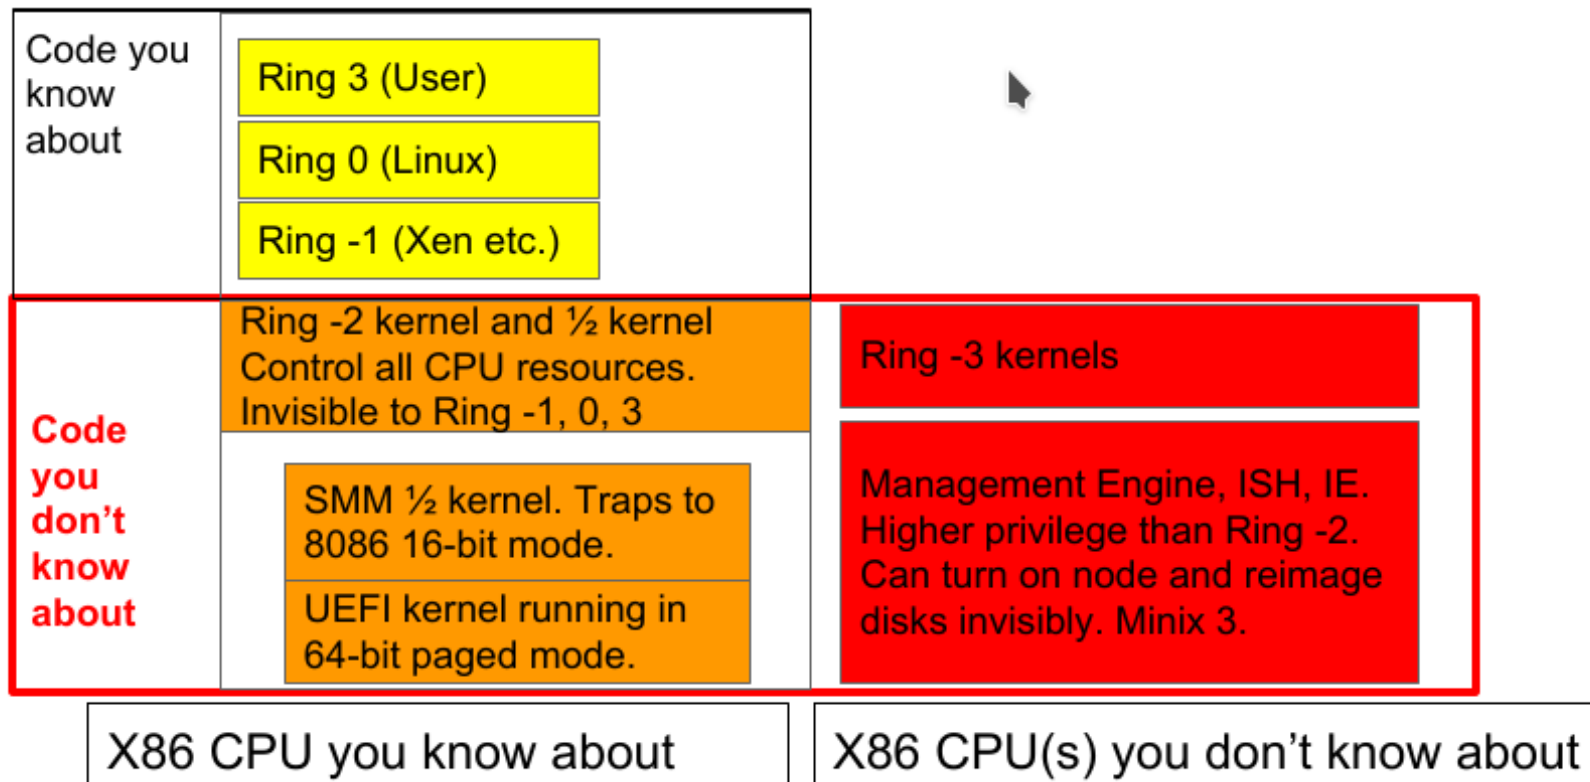 Code you
know
about
Ring 3 (User)
Ring 0 (Linux)
Ring -1 (Xen etc.)
Code
you
don't
know
about
Ring -2 kernel and ½ kernel
Control all CPU resources.
Invisible to Ring -1, 0, 3
SMM ½ kernel. Traps to
8086 16-bit mode.
UEFI kernel running in
64-bit paged mode.
Ring -3 kernels
Management Engine, ISH, IE.
Higher privilege than Ring -2.
Can turn on node and reimage
disks invisibly. Minix 3.
X86 CPU you know about
X86 CPU(s) you don't know about